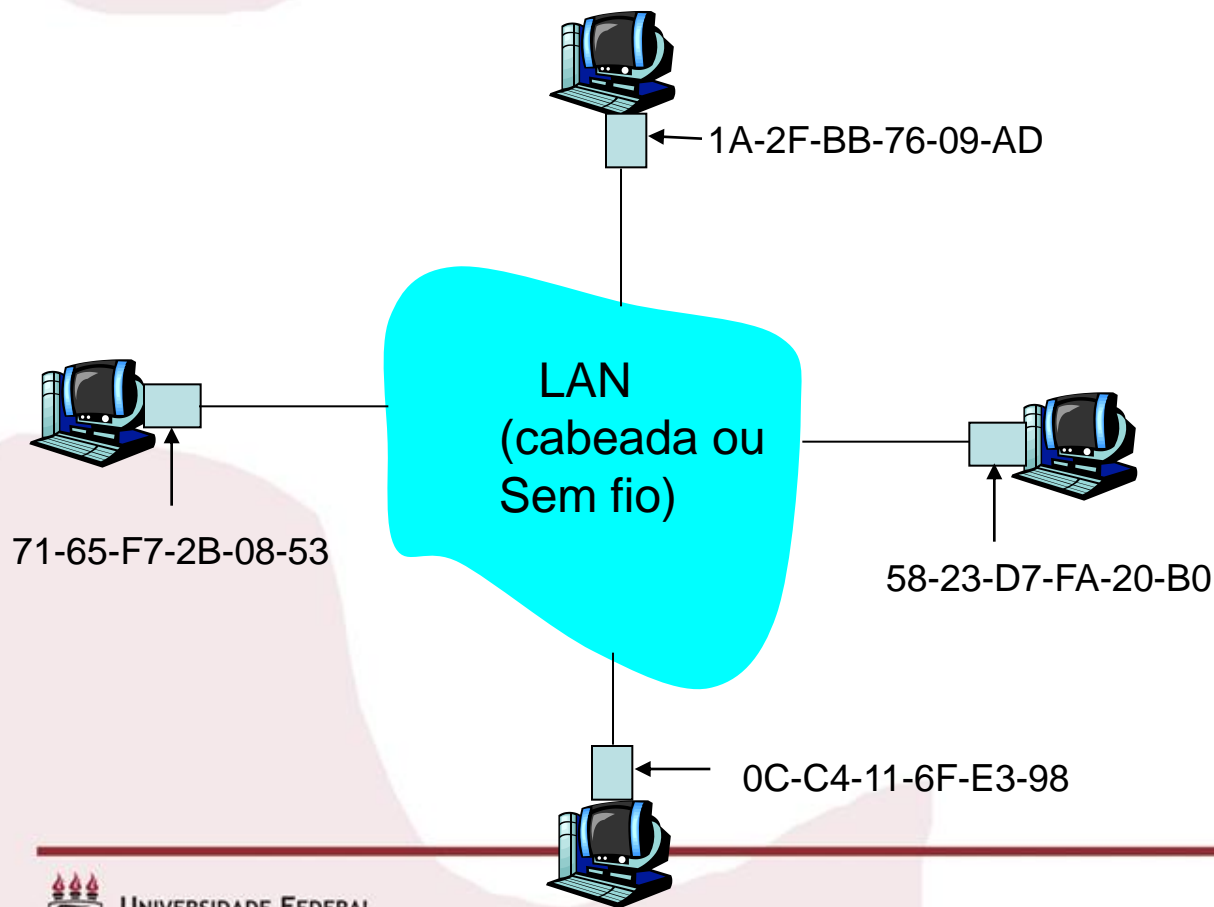 1A-2F-BB-76-09-AD
LAN
(cabeada ou
Sem fio)
71-65-F7-2B-08-53
58-23-D7-FA-20-B0
0C-C4-11-6F-E3-98
UNIVERSIDADE FEDERAL